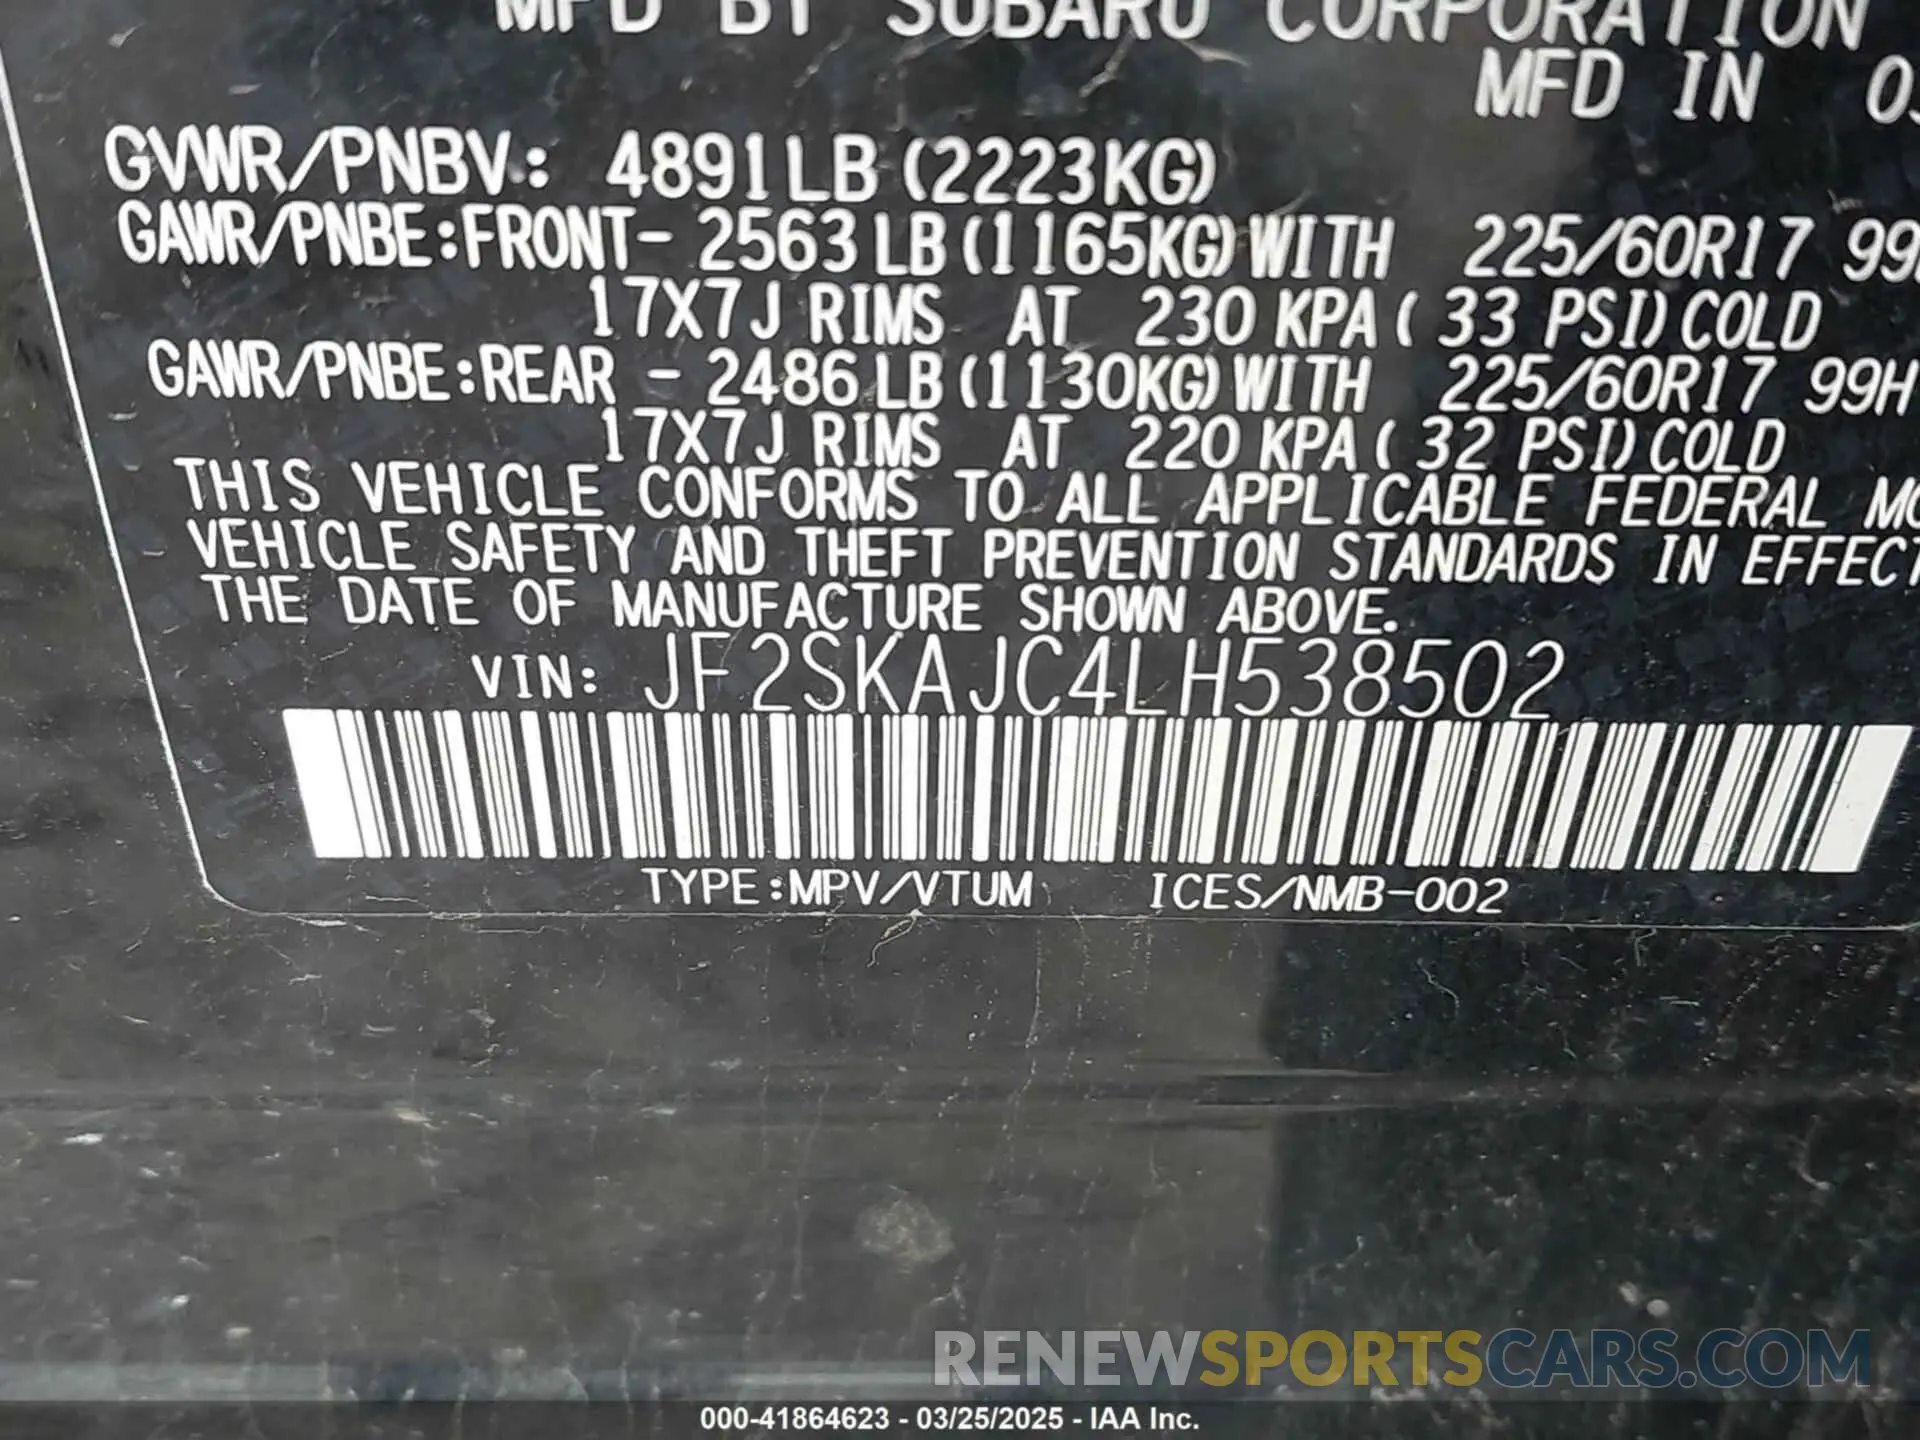 MFD BY SUBARU CORPORATION
MFD IN
GVWR/PNBV: 4891LB (2223KG)
GAWR/PNBE:FRONT- 2563 LB (1165KG) WITH 225/60R17
17X7J RIMS AT 230 KPA ( 33 PSI) COLD
GAWR/PNBE:REAR - 2486 LB (1130KG) WITH 225/60R17 99H
17X7J RIMS AT 220 KPA ( 32 PSI) COLD
THIS VEHICLE CONFORMS TO ALL APPLICABLE FEDERAL
VEHICLE SAFETY AND THEFT PREVENTION STANDARDS IN EFFECT
THE DATE OF MANUFACTURE SHOWN ABOVE.
VIN: JF2SKAJC4LH538502
TYPE:MPV/VTUM ICES/NMB-002
RENEWSPORTSCARS.COM
000-41864623 - 03/25/2025 - IAA Inc.